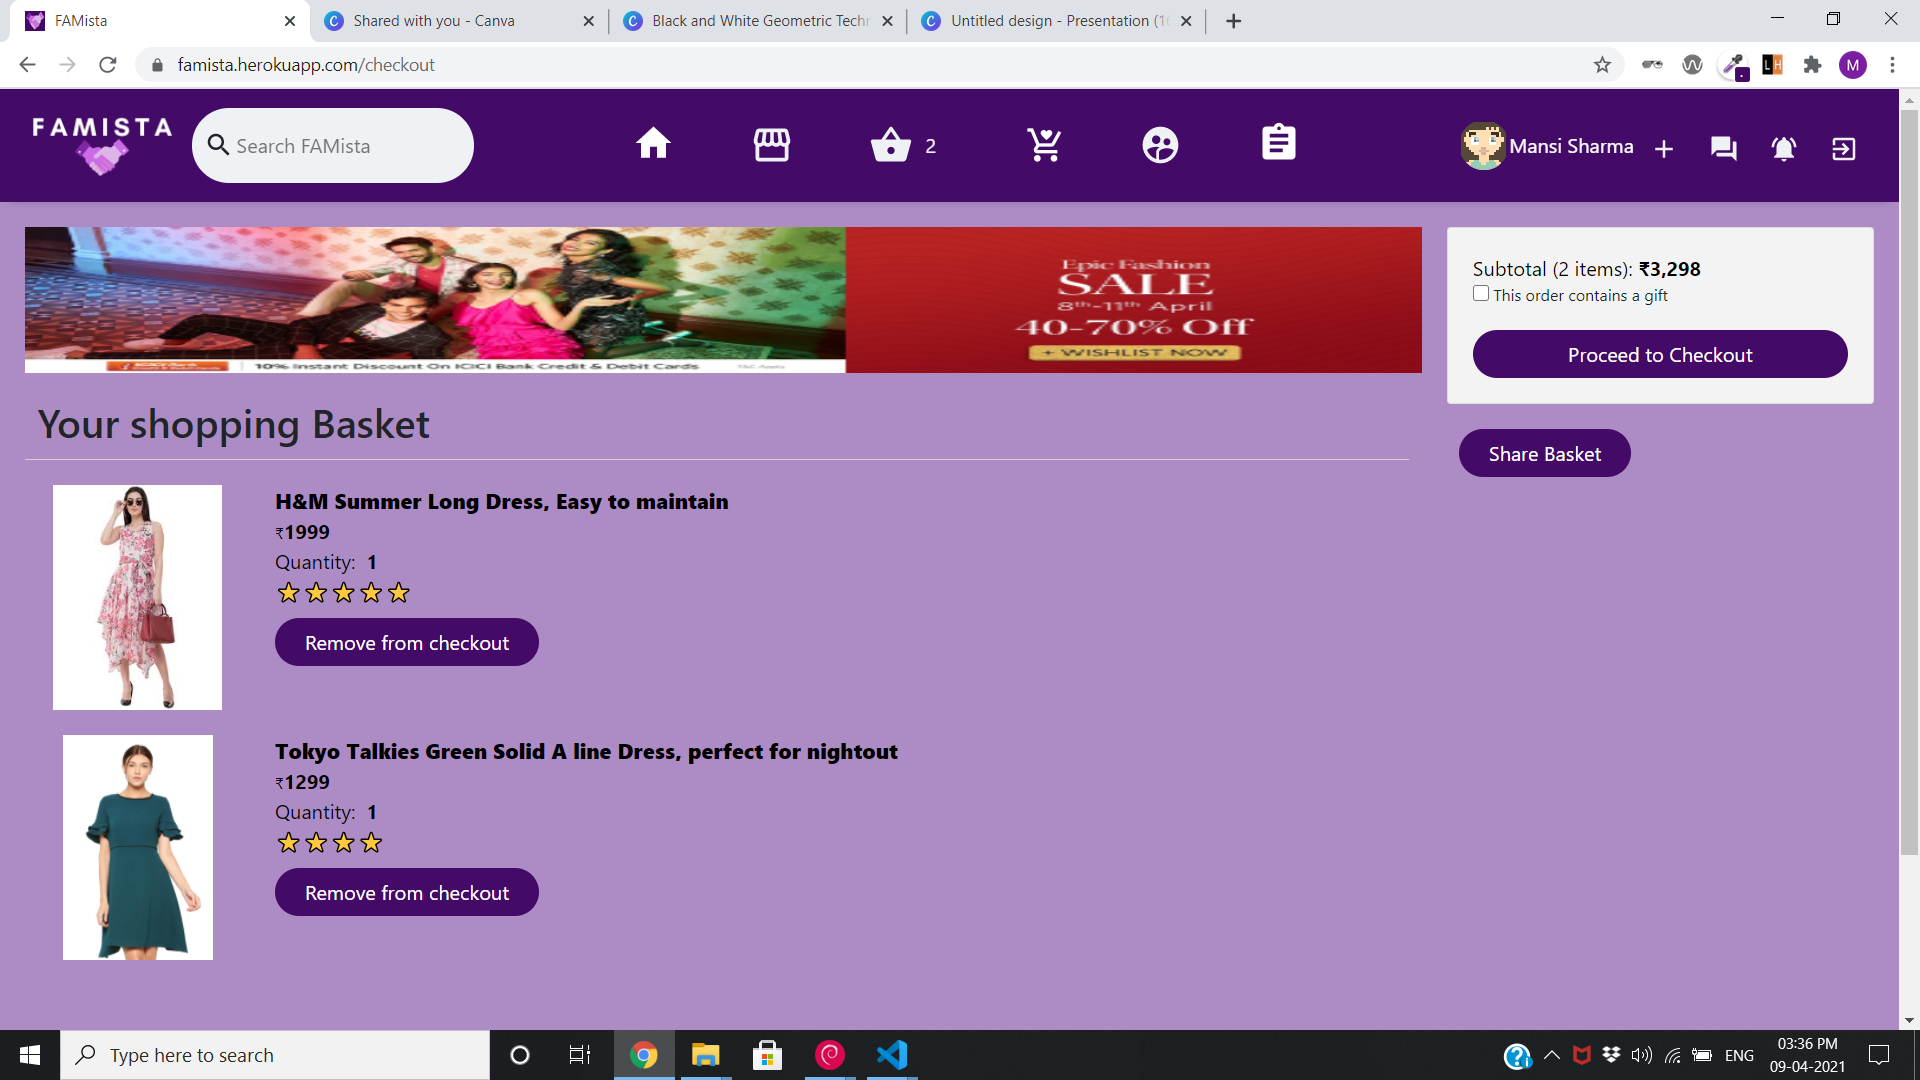 FAMista
Shared with you - Canva
Black and White Geometric Techn
Untitled design - Presentation (16
famista.herokuapp.com/checkout
LH
M
FAMISTA
Search FAMista
2
Mansi Sharma
Epic Fashion
SALE
8th-11th April
40-70% Off
+ WISHLIST NOW
10% Instant Discount On ICICI Bank Credit & Debit Cards
T&C Apply
Subtotal (2 items): ₹3,298
This order contains a gift
Proceed to Checkout
Share Basket
Your shopping Basket
H&M Summer Long Dress, Easy to maintain
₹1999
Quantity: 1
Remove from checkout
Tokyo Talkies Green Solid A line Dress, perfect for nightout
₹1299
Quantity: 1
Remove from checkout
Type here to search
ENG
03:36 PM
09-04-2021